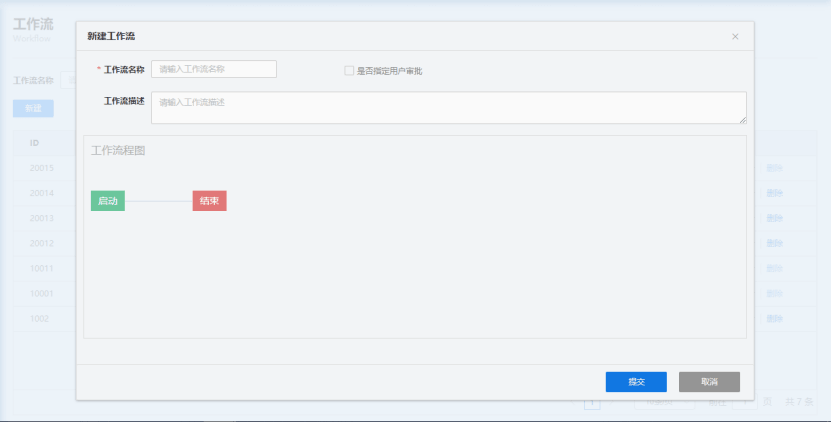 工作流
Workflow
新建工作流
×
* 工作流名称 请输入工作流名称 是否指定用户审批
工作流名称
工作流描述 请输入工作流描述
新建
工作流程图
ID
20015 删除
20014 删除
启动 结束
20013 删除
20012 删除
10011 删除
10001 删除
1002 删除
提交 取消
1 前往 1 页 共 7 条